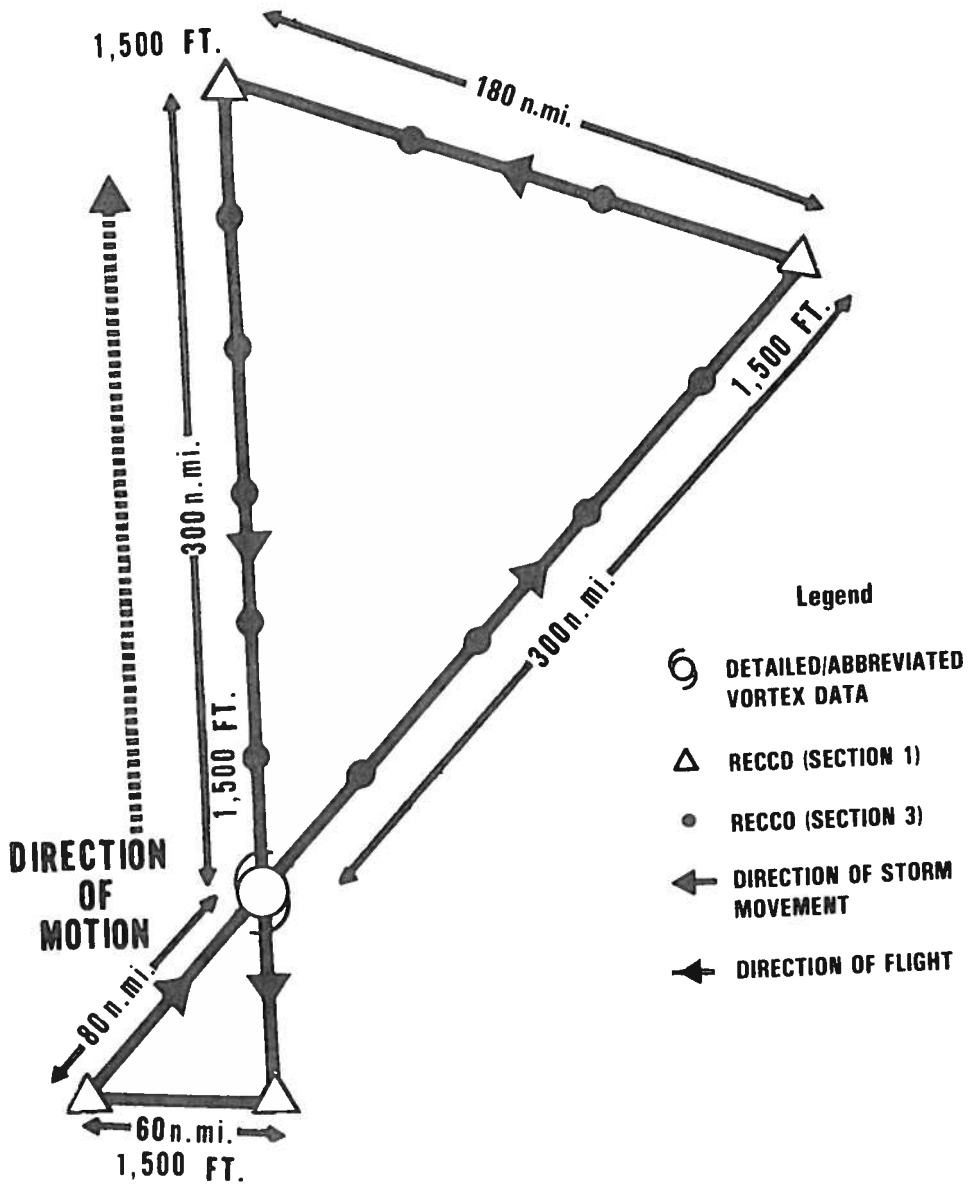 1,500 FT.
180 n.mi.
1,500 FT.
300 n.mi.
300 n.mi.
1,500 FT.
DIRECTION
OF
MOTION
80 n.mi.
60 n.mi.
1,500 FT.
Legend
DETAILED/ABBREVIATED
VORTEX DATA
RECCD (SECTION 1)
RECCO (SECTION 3)
DIRECTION OF STORM
MOVEMENT
DIRECTION OF FLIGHT